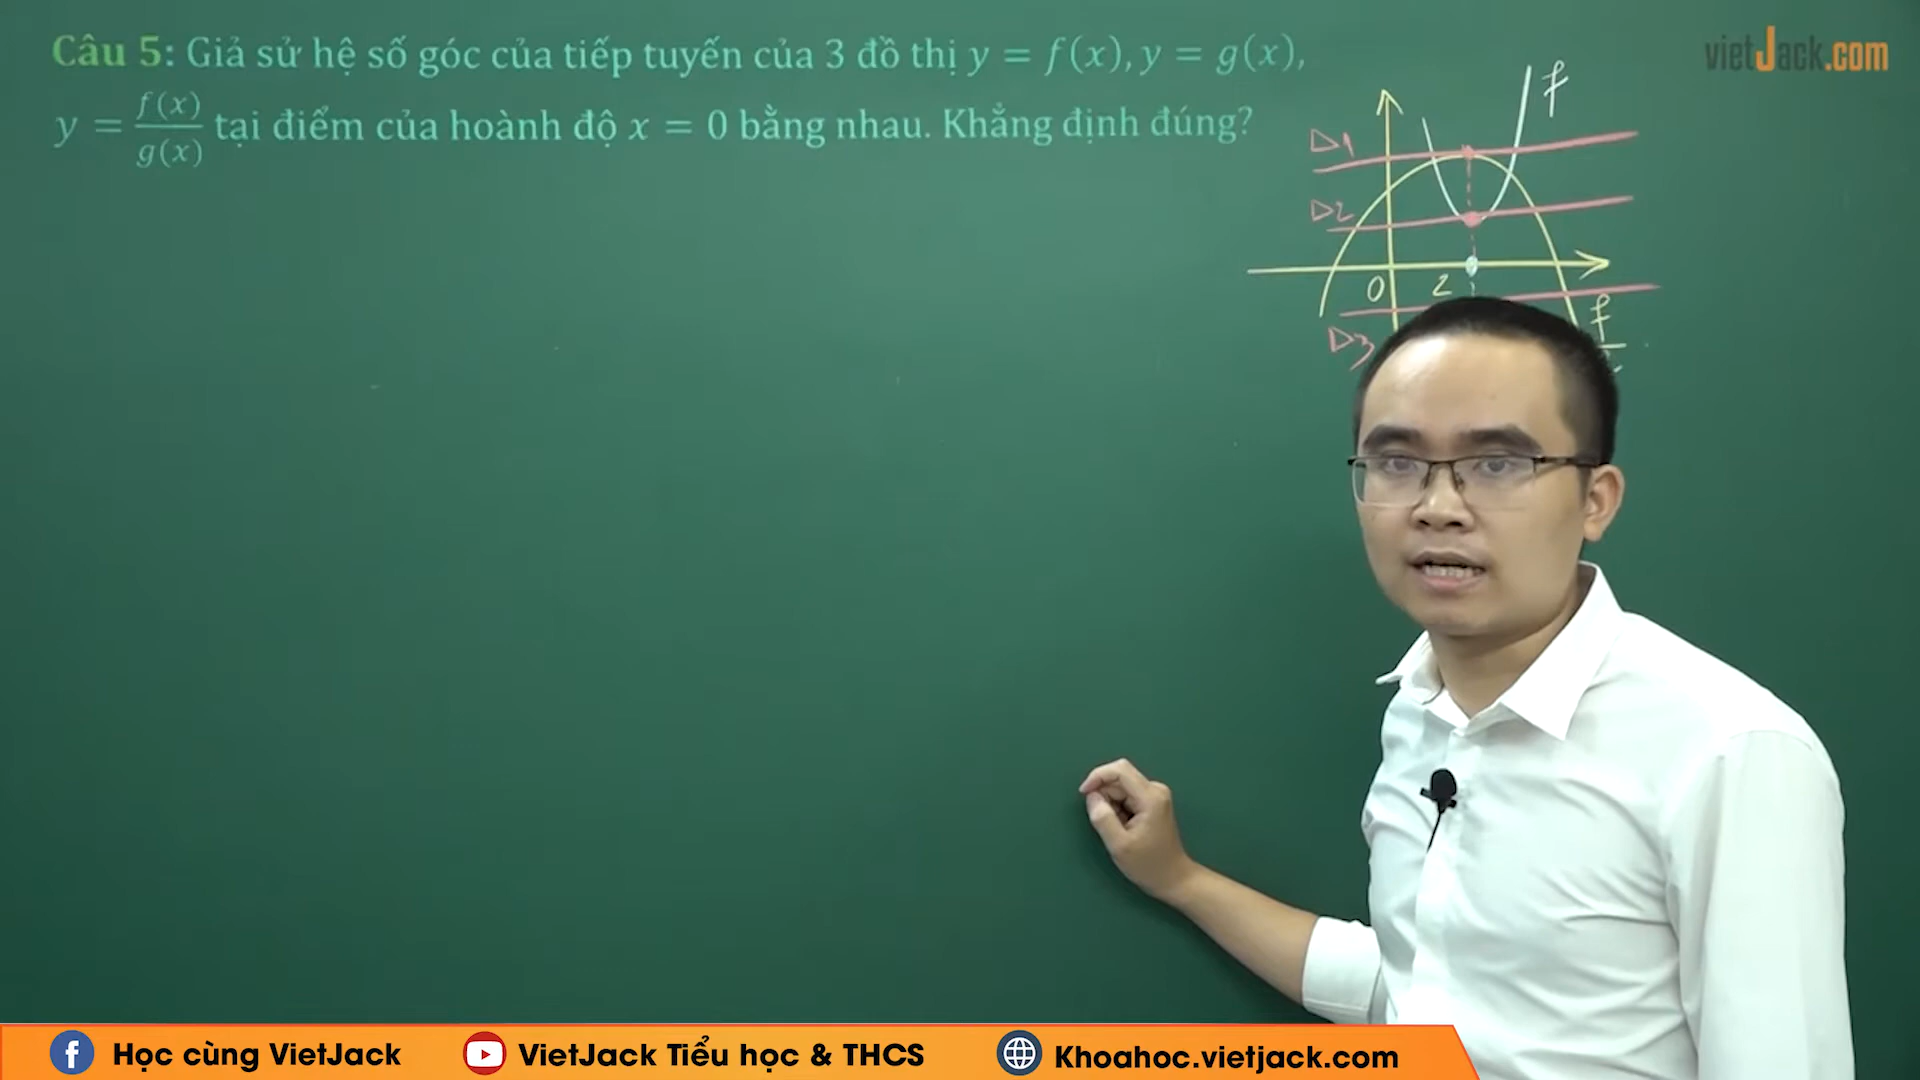 Câu 5: Giả sử hệ số góc của tiếp tuyến của 3 đồ thị y = f(x), y = g(x),
y = f(x)/g(x) tại điểm của hoành độ x = 0 bằng nhau. Khẳng định đúng?
vietJack.com
f
Δ1
Δ2
0 2
f
Δ3
Học cùng VietJack
VietJack Tiểu học & THCS
Khoahoc.vietjack.com